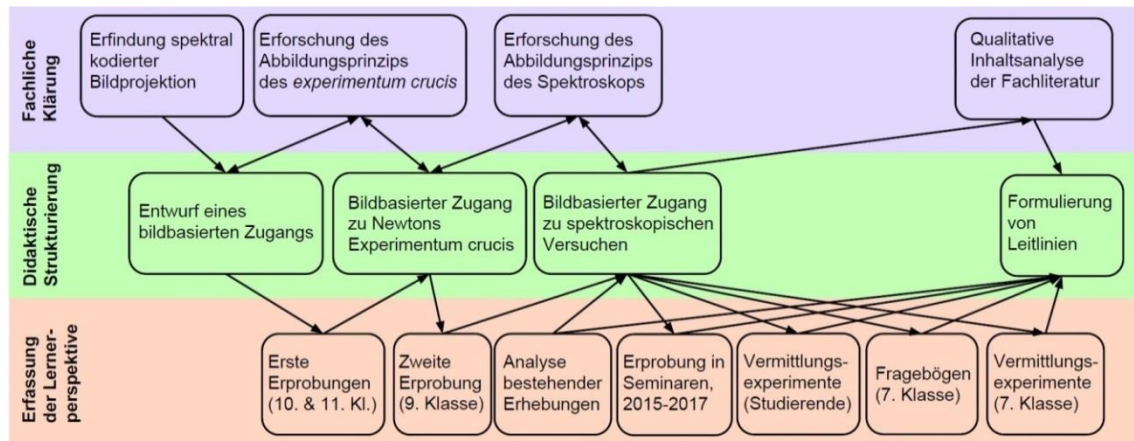 Fachliche
Klärung
Erfindung spektral
kodierter
Bildprojektion
Erforschung des
Abbildungsprinzips
des experimentum crucis
Erforschung des
Abbildungsprinzips
des Spektroskops
Qualitative
Inhaltsanalyse
der Fachliteratur
Didaktische
Strukturierung
Entwurf eines
bildbasierten Zugangs
Bildbasierter Zugang
zu Newtons
Experimentum crucis
Bildbasierter Zugang
zu spektroskopischen
Versuchen
Formulierung
von
Leitlinien
Erfassung
der Lerner-
perspektive
Erste
Erprobungen
(10. & 11. Kl.)
Zweite
Erprobung
(9. Klasse)
Analyse
bestehender
Erhebungen
Erprobung in
Seminaren,
2015-2017
Vermittlungs-
experimente
(Studierende)
Fragebögen
(7. Klasse)
Vermittlungs-
experimente
(7. Klasse)